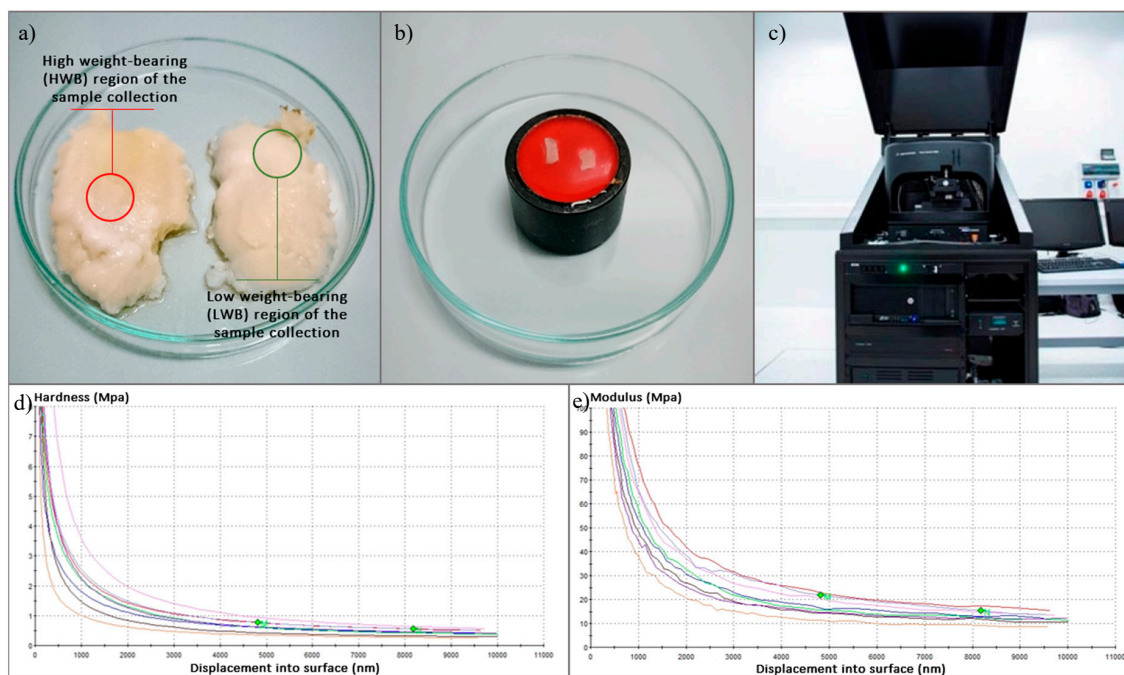 a)
High weight-bearing
(HWB) region of the
sample collection
Low weight-bearing
(LWB) region of the
sample collection
b)
c)
d)
Hardness (Mpa)
7
6
5
4
3
2
1
0
0 1000 2000 3000 4000 5000 6000 7000 8000 9000 10000 11000
Displacement into surface (nm)
e)
Modulus (Mpa)
90
80
70
60
50
40
30
20
10
0
0 1000 2000 3000 4000 5000 6000 7000 8000 9000 10000 11000
Displacement into surface (nm)